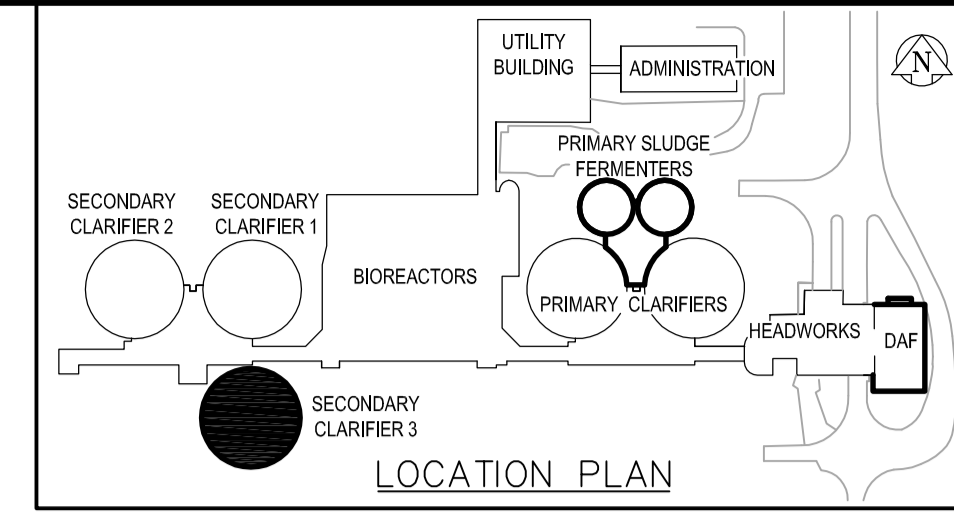 UTILITY
BUILDING
ADMINISTRATION
N
PRIMARY SLUDGE
FERMENTERS
SECONDARY
CLARIFIER 2
SECONDARY
CLARIFIER 1
BIOREACTORS
PRIMARY CLARIFIERS
HEADWORKS
DAF
SECONDARY
CLARIFIER 3
LOCATION PLAN